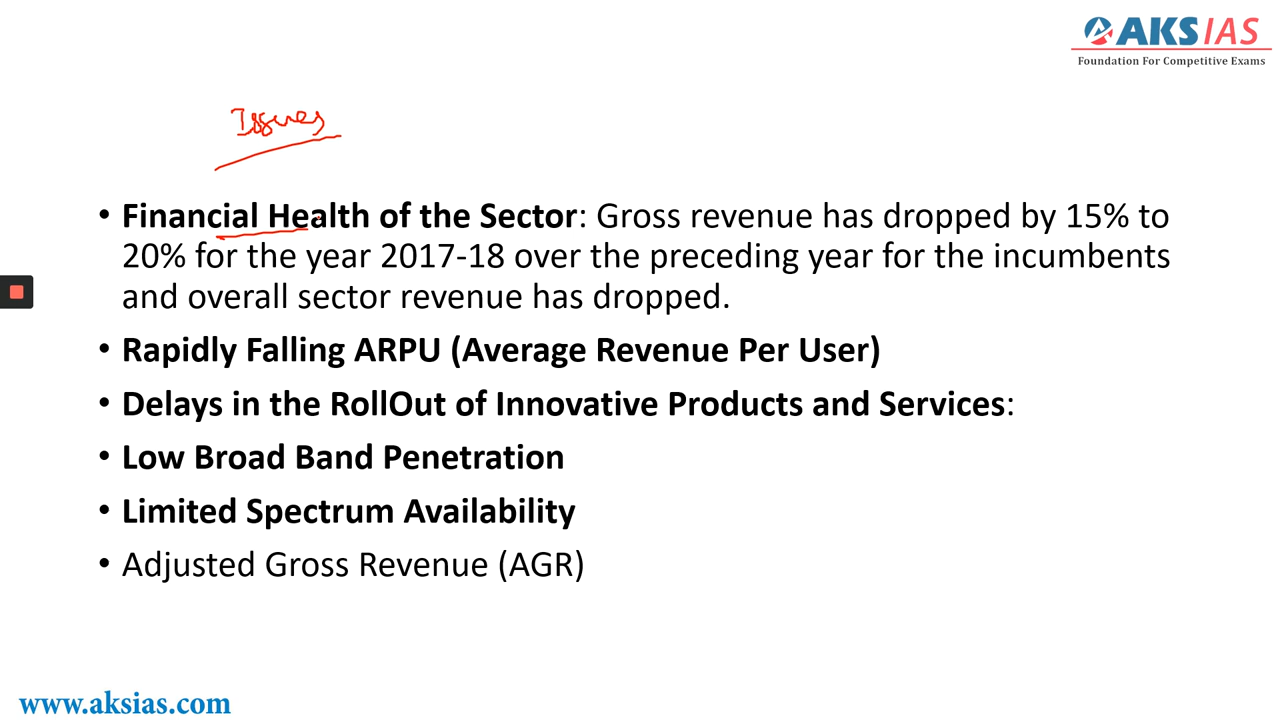 AKS IAS
Foundation For Competitive Exams
Issues
• Financial Health of the Sector: Gross revenue has dropped by 15% to
20% for the year 2017-18 over the preceding year for the incumbents
and overall sector revenue has dropped.
• Rapidly Falling ARPU (Average Revenue Per User)
• Delays in the RollOut of Innovative Products and Services:
• Low Broad Band Penetration
• Limited Spectrum Availability
• Adjusted Gross Revenue (AGR)
www.aksias.com